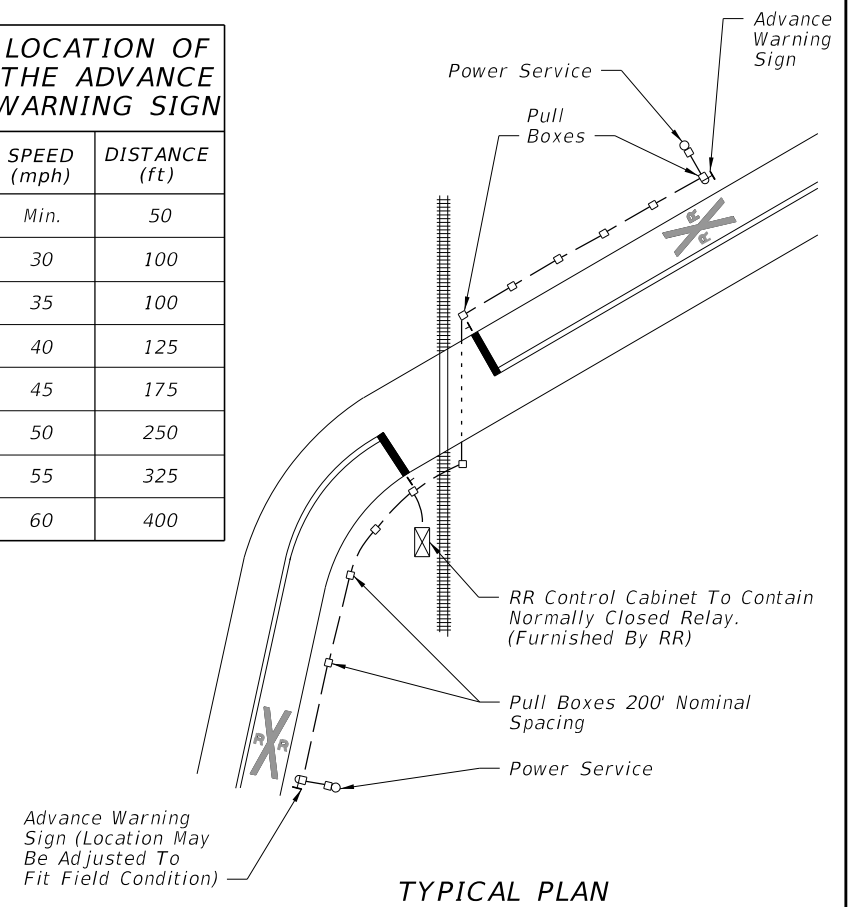 LOCATION OF
THE ADVANCE
WARNING SIGN
SPEED
(mph)
DISTANCE
(ft)
Min. 50
30 100
35 100
40 125
45 175
50 250
55 325
60 400
Advance
Warning
Sign
Power Service
Pull
Boxes
R
R
RR Control Cabinet To Contain
Normally Closed Relay.
(Furnished By RR)
Pull Boxes 200' Nominal
Spacing
R R
Power Service
Advance Warning
Sign (Location May
Be Adjusted To
Fit Field Condition)
TYPICAL PLAN